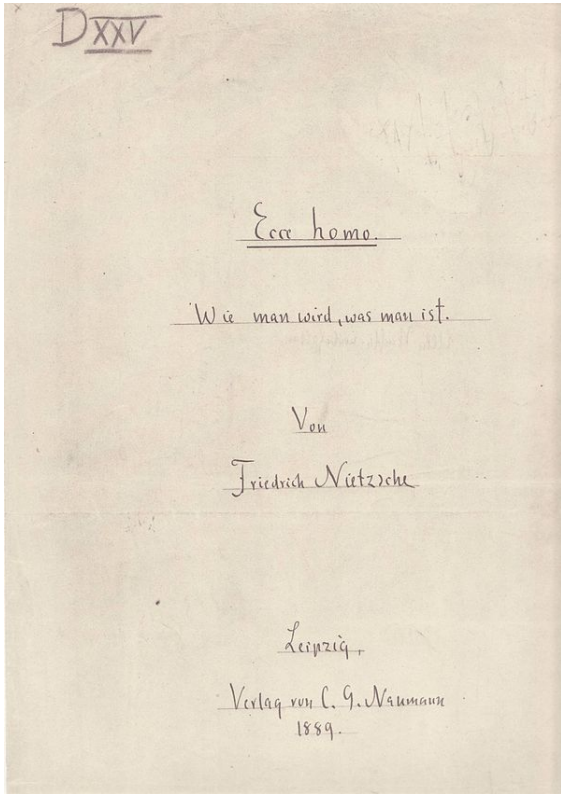 DXXV
Ecce homo.
Wie man wird, was man ist.
Von
Friedrich Nietzsche
Leipzig,
Verlag von C. G. Naumann
1889.